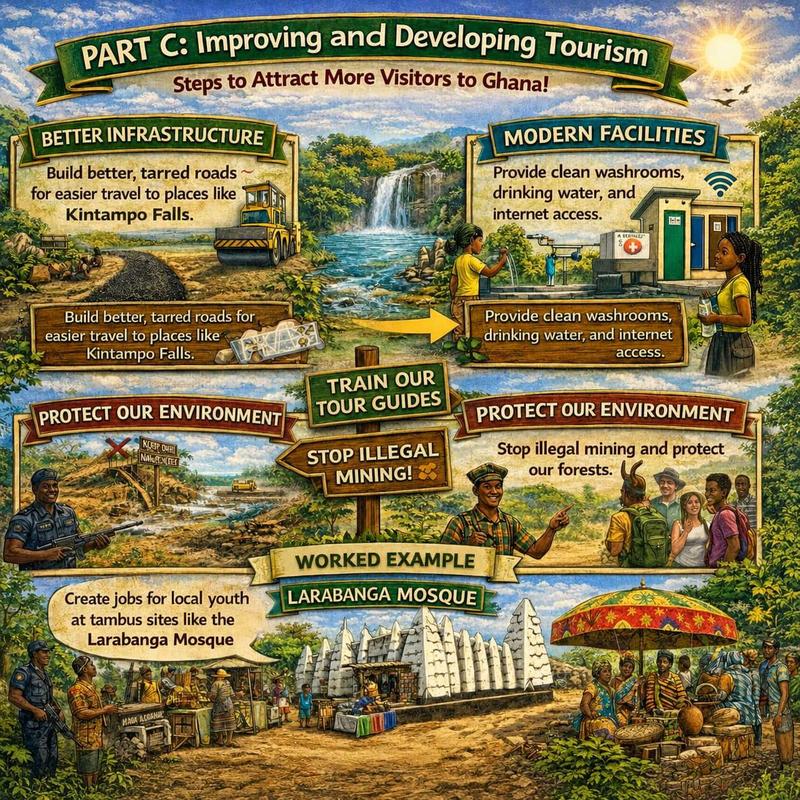 PART C: Improving and Developing Tourism
Steps to Attract More Visitors to Ghana!
BETTER INFRASTRUCTURE
Build better, tarred roads ~
for easier travel to places like
Kintampo Falls.
Build better, tarred roads for
easier travel to places like
Kintampo Falls.
MODERN FACILITIES
Provide clean washrooms,
drinking water, and
internet access.
Provide clean washrooms,
drinking water, and internet
access.
TRAIN OUR
TOUR GUIDES
STOP ILLEGAL
MINING!
PROTECT OUR ENVIRONMENT
PROTECT OUR ENVIRONMENT
Stop illegal mining and protect
our forests.
WORKED EXAMPLE
LARABANGA MOSQUE
Create jobs for local youth
at tambus sites like the
Larabanga Mosque